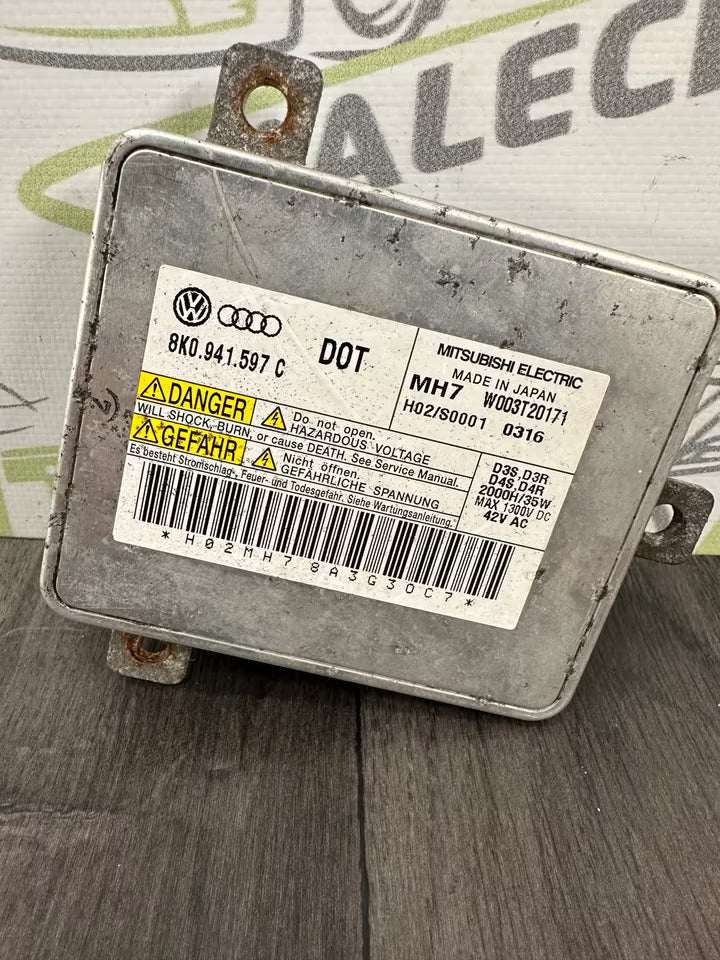 ALEC
VW
8K0.941.597 C
DOT
MITSUBISHI ELECTRIC
MADE IN JAPAN
MH7 W003T20171
H02/S0001 0316
DANGER
Do not open.
HAZARDOUS VOLTAGE
WILL SHOCK, BURN, or cause DEATH. See Service Manual.
GEFAHR
Nicht öffnen.
GEFÄHRLICHE SPANNUNG
Es besteht Stromschlag-, Feuer- und Todesgefahr. Siehe Wartungsanleitung.
D3S,D3R
D4S,D4R
2000H/35W
MAX 1300V DC
42V AC
*H02MH78A3G30C7*